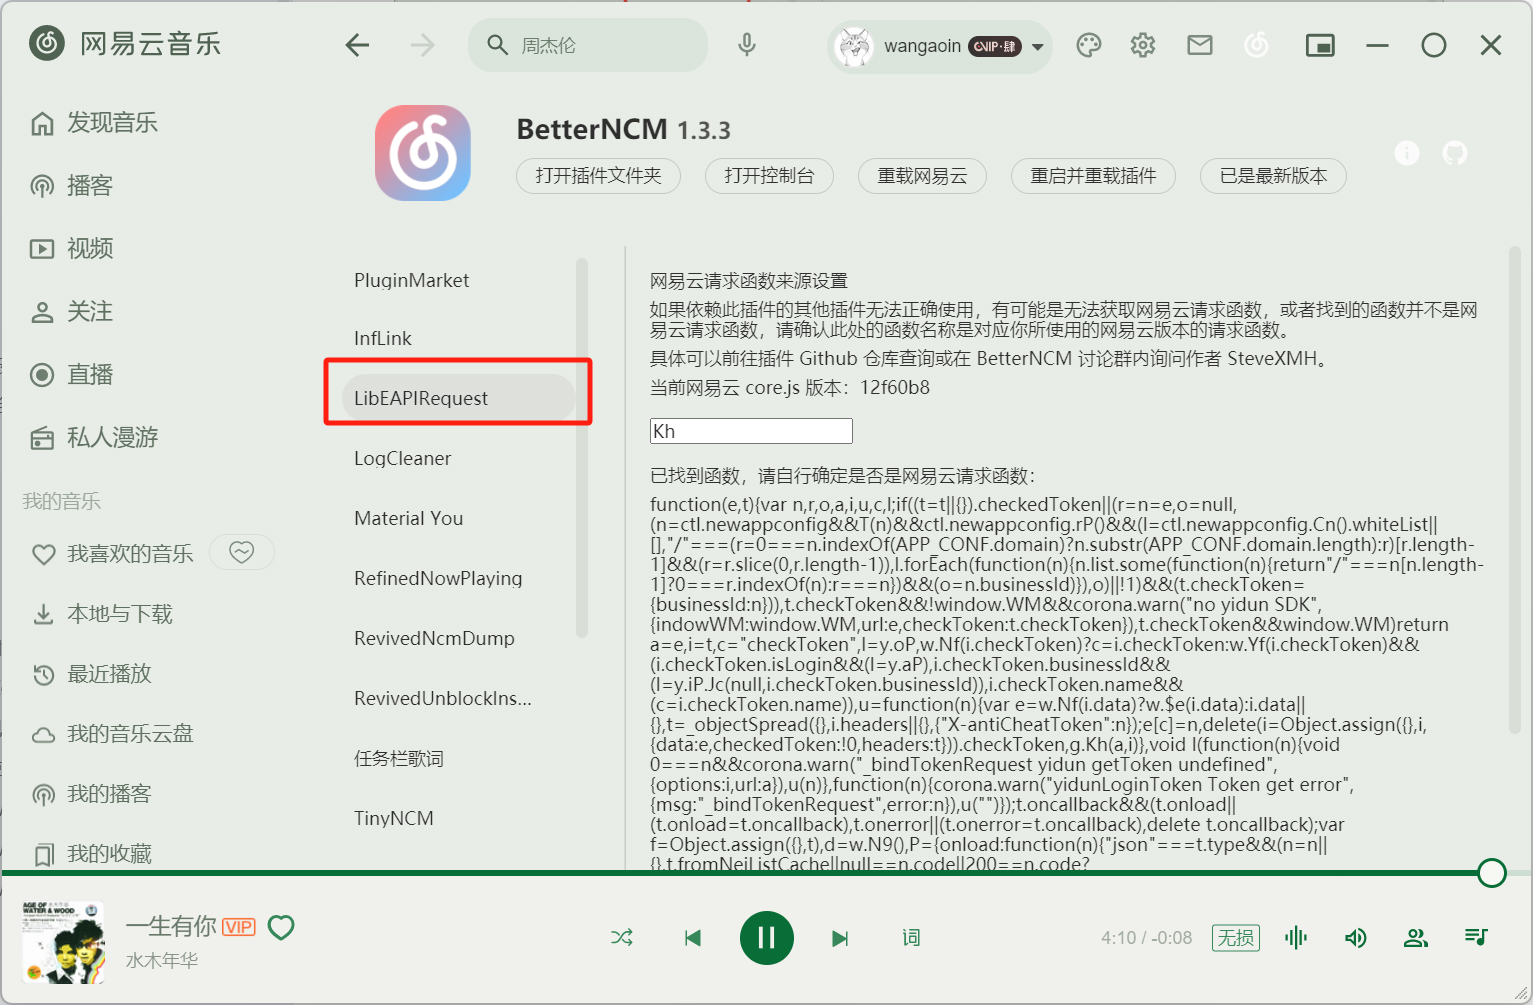 网易云音乐
周杰伦
wangaoin
CVIP·肆
发现音乐
播客
视频
关注
直播
私人漫游
我的音乐
我喜欢的音乐
本地与下载
最近播放
我的音乐云盘
我的播客
我的收藏
BetterNCM 1.3.3
打开插件文件夹
打开控制台
重载网易云
重启并重载插件
已是最新版本
PluginMarket
InfLink
LibEAPIRequest
LogCleaner
Material You
RefinedNowPlaying
RevivedNcmDump
RevivedUnblockIns...
任务栏歌词
TinyNCM
网易云请求函数来源设置
如果依赖此插件的其他插件无法正确使用，有可能是无法获取网易云请求函数，或者找到的函数并不是网
易云请求函数，请确认此处的函数名称是对应你所使用的网易云版本的请求函数。
具体可以前往插件 Github 仓库查询或在 BetterNCM 讨论群内询问作者 SteveXMH。
当前网易云 core.js 版本：12f60b8
Kh
已找到函数，请自行确定是否是网易云请求函数：
function(e,t){var n,r,o,a,i,u,c,l;if((t=t||{}).checkedToken||(r=n=e,o=null,
(n=ctl.newappconfig&&T(n)&&ctl.newappconfig.rP()&&(l=ctl.newappconfig.Cn().whiteList||
[],"/"===(r=0===n.indexOf(APP_CONF.domain)?n.substr(APP_CONF.domain.length):r)[r.length-
1]&&(r=r.slice(0,r.length-1)),l.forEach(function(n){n.list.some(function(n){return"/"===n[n.length-
1]?0===r.indexOf(n):r===n})&&(o=n.businessId)}),o)||!1)&&(t.checkToken=
{businessId:n})),t.checkToken&&!window.WM&&corona.warn("no yidun SDK",
{indowWM:window.WM,url:e,checkToken:t.checkToken}),t.checkToken&&window.WM)return
a=e,i=t,c="checkToken",l=y.oP,w.Nf(i.checkToken)?c=i.checkToken:w.Yf(i.checkToken)&&
(i.checkToken.isLogin&&(l=y.aP),i.checkToken.businessId&&
(l=y.iP.Jc(null,i.checkToken.businessId)),i.checkToken.name&&
(c=i.checkToken.name)),u=function(n){var e=w.Nf(i.data)?w.$e(i.data):i.data||
{},t=_objectSpread({},i.headers||{},{"X-antiCheatToken":n});e[c]=n,delete(i=Object.assign({},i,
{data:e,checkedToken:!0,headers:t})).checkToken,g.Kh(a,i)},void l(function(n){void
0===n&&corona.warn("_bindTokenRequest yidun getToken undefined",
{options:i,url:a}),u(n)},function(n){corona.warn("yidunLoginToken Token get error",
{msg:"_bindTokenRequest",error:n}),u("")});t.oncallback&&(t.onload||
(t.onload=t.oncallback),t.onerror||(t.onerror=t.oncallback),delete t.oncallback);var
f=Object.assign({},t),d=w.N9(),P={onload:function(n){"json"===t.type&&(n=n||
{},t.fromNeiListCache||null==n.code||200==n.code?
AGE OF
WATER & WOOD
一生有你 VIP
水木年华
词
4:10 / -0:08
无损